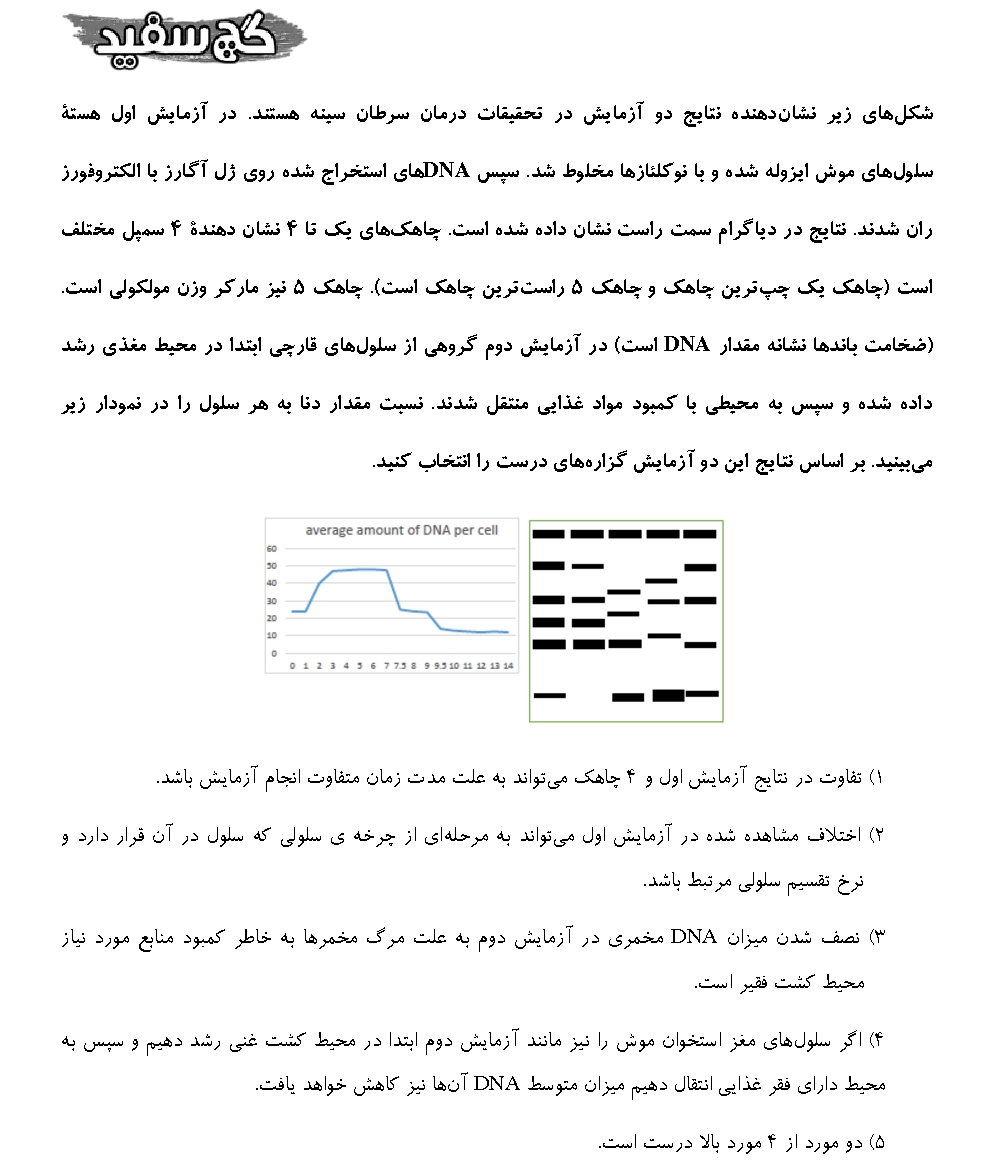 گچ سفید
شکل‌های زیر نشان‌دهنده نتایج دو آزمایش در تحقیقات درمان سرطان سینه هستند. در آزمایش اول هستهٔ
سلول‌های موش ایزوله شده و با نوکلئازها مخلوط شد. سپس DNAهای استخراج شده روی ژل آگارز با الکتروفورز
ران شدند. نتایج در دیاگرام سمت راست نشان داده شده است. چاهک‌های یک تا ۴ نشان دهندهٔ ۴ سمپل مختلف
است (چاهک یک چپ‌ترین چاهک و چاهک ۵ راست‌ترین چاهک است). چاهک ۵ نیز مارکر وزن مولکولی است.
(ضخامت باندها نشانه مقدار DNA است) در آزمایش دوم گروهی از سلول‌های قارچی ابتدا در محیط مغذی رشد
داده شده و سپس به محیطی با کمبود مواد غذایی منتقل شدند. نسبت مقدار دنا به هر سلول را در نمودار زیر
می‌بینید. بر اساس نتایج این دو آزمایش گزاره‌های درست را انتخاب کنید.
average amount of DNA per cell
60
50
40
30
20
10
0
0 1 2 3 4 5 6 7 7.5 8 9 9.5 10 11 12 13 14
۱) تفاوت در نتایج آزمایش اول و ۴ چاهک می‌تواند به علت مدت زمان متفاوت انجام آزمایش باشد.
۲) اختلاف مشاهده شده در آزمایش اول می‌تواند به مرحله‌ای از چرخه ی سلولی که سلول در آن قرار دارد و
نرخ تقسیم سلولی مرتبط باشد.
۳) نصف شدن میزان DNA مخمری در آزمایش دوم به علت مرگ مخمرها به خاطر کمبود منابع مورد نیاز
محیط کشت فقیر است.
۴) اگر سلول‌های مغز استخوان موش را نیز مانند آزمایش دوم ابتدا در محیط کشت غنی رشد دهیم و سپس به
محیط دارای فقر غذایی انتقال دهیم میزان متوسط DNA آن‌ها نیز کاهش خواهد یافت.
۵) دو مورد از ۴ مورد بالا درست است.